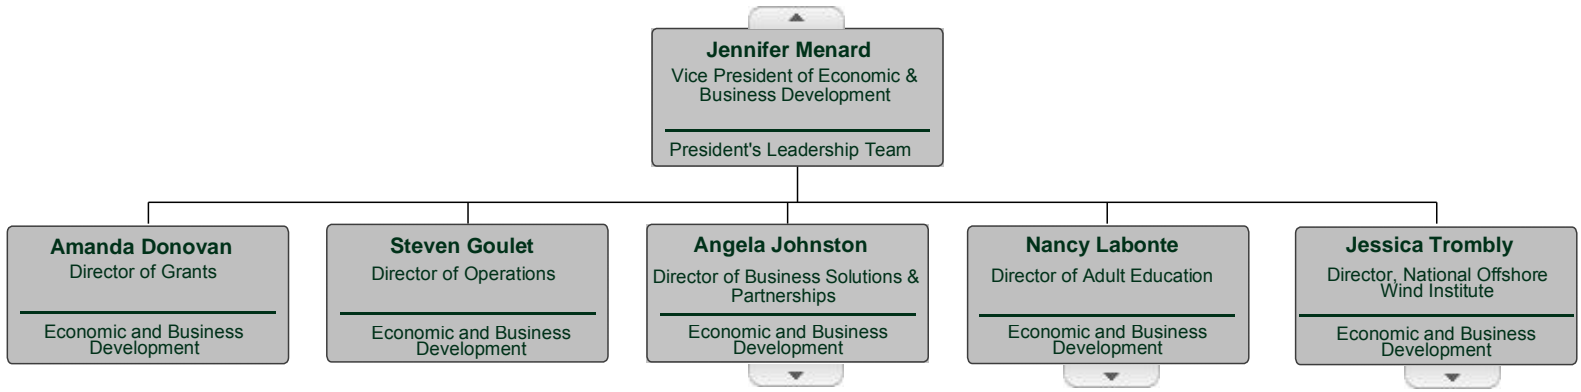 Jennifer Menard
Vice President of Economic &
Business Development
President's Leadership Team
Amanda Donovan
Director of Grants
Economic and Business
Development
Steven Goulet
Director of Operations
Economic and Business
Development
Angela Johnston
Director of Business Solutions &
Partnerships
Economic and Business
Development
Nancy Labonte
Director of Adult Education
Economic and Business
Development
Jessica Trombly
Director, National Offshore
Wind Institute
Economic and Business
Development